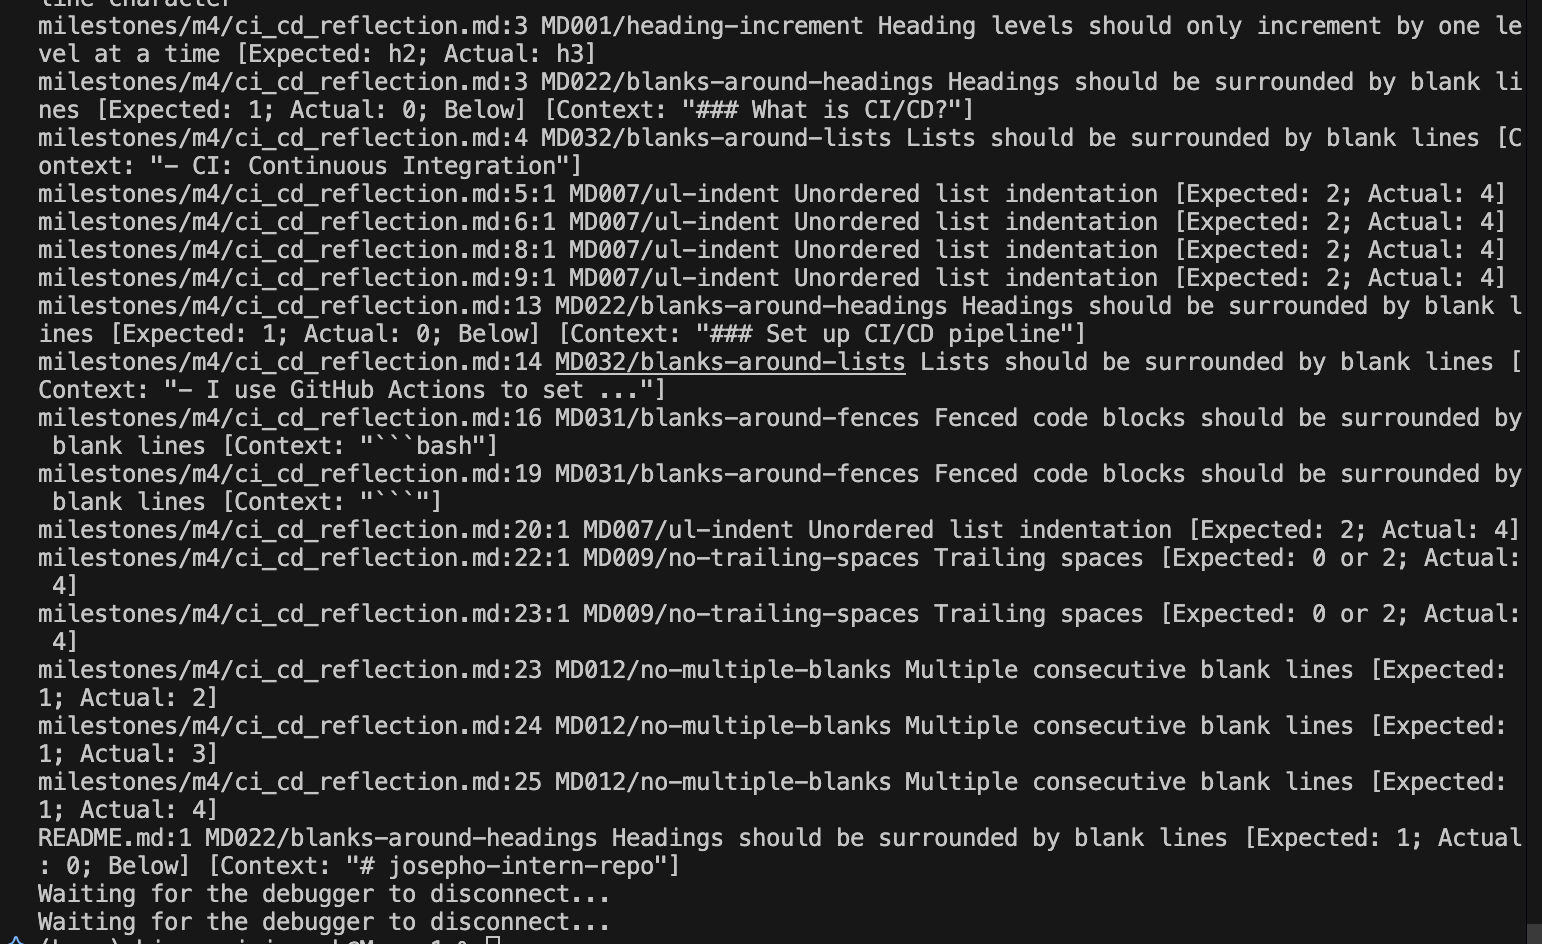 line character
milestones/m4/ci_cd_reflection.md:3 MD001/heading-increment Heading levels should only increment by one le
vel at a time [Expected: h2; Actual: h3]
milestones/m4/ci_cd_reflection.md:3 MD022/blanks-around-headings Headings should be surrounded by blank li
nes [Expected: 1; Actual: 0; Below] [Context: "### What is CI/CD?"]
milestones/m4/ci_cd_reflection.md:4 MD032/blanks-around-lists Lists should be surrounded by blank lines [C
ontext: "- CI: Continuous Integration"]
milestones/m4/ci_cd_reflection.md:5:1 MD007/ul-indent Unordered list indentation [Expected: 2; Actual: 4]
milestones/m4/ci_cd_reflection.md:6:1 MD007/ul-indent Unordered list indentation [Expected: 2; Actual: 4]
milestones/m4/ci_cd_reflection.md:8:1 MD007/ul-indent Unordered list indentation [Expected: 2; Actual: 4]
milestones/m4/ci_cd_reflection.md:9:1 MD007/ul-indent Unordered list indentation [Expected: 2; Actual: 4]
milestones/m4/ci_cd_reflection.md:13 MD022/blanks-around-headings Headings should be surrounded by blank l
ines [Expected: 1; Actual: 0; Below] [Context: "### Set up CI/CD pipeline"]
milestones/m4/ci_cd_reflection.md:14 MD032/blanks-around-lists Lists should be surrounded by blank lines [
Context: "- I use GitHub Actions to set ..."]
milestones/m4/ci_cd_reflection.md:16 MD031/blanks-around-fences Fenced code blocks should be surrounded by
 blank lines [Context: "```bash"]
milestones/m4/ci_cd_reflection.md:19 MD031/blanks-around-fences Fenced code blocks should be surrounded by
 blank lines [Context: "```"]
milestones/m4/ci_cd_reflection.md:20:1 MD007/ul-indent Unordered list indentation [Expected: 2; Actual: 4]
milestones/m4/ci_cd_reflection.md:22:1 MD009/no-trailing-spaces Trailing spaces [Expected: 0 or 2; Actual:
 4]
milestones/m4/ci_cd_reflection.md:23:1 MD009/no-trailing-spaces Trailing spaces [Expected: 0 or 2; Actual:
 4]
milestones/m4/ci_cd_reflection.md:23 MD012/no-multiple-blanks Multiple consecutive blank lines [Expected:
1; Actual: 2]
milestones/m4/ci_cd_reflection.md:24 MD012/no-multiple-blanks Multiple consecutive blank lines [Expected:
1; Actual: 3]
milestones/m4/ci_cd_reflection.md:25 MD012/no-multiple-blanks Multiple consecutive blank lines [Expected:
1; Actual: 4]
README.md:1 MD022/blanks-around-headings Headings should be surrounded by blank lines [Expected: 1; Actual
: 0; Below] [Context: "# josepho-intern-repo"]
Waiting for the debugger to disconnect...
Waiting for the debugger to disconnect...